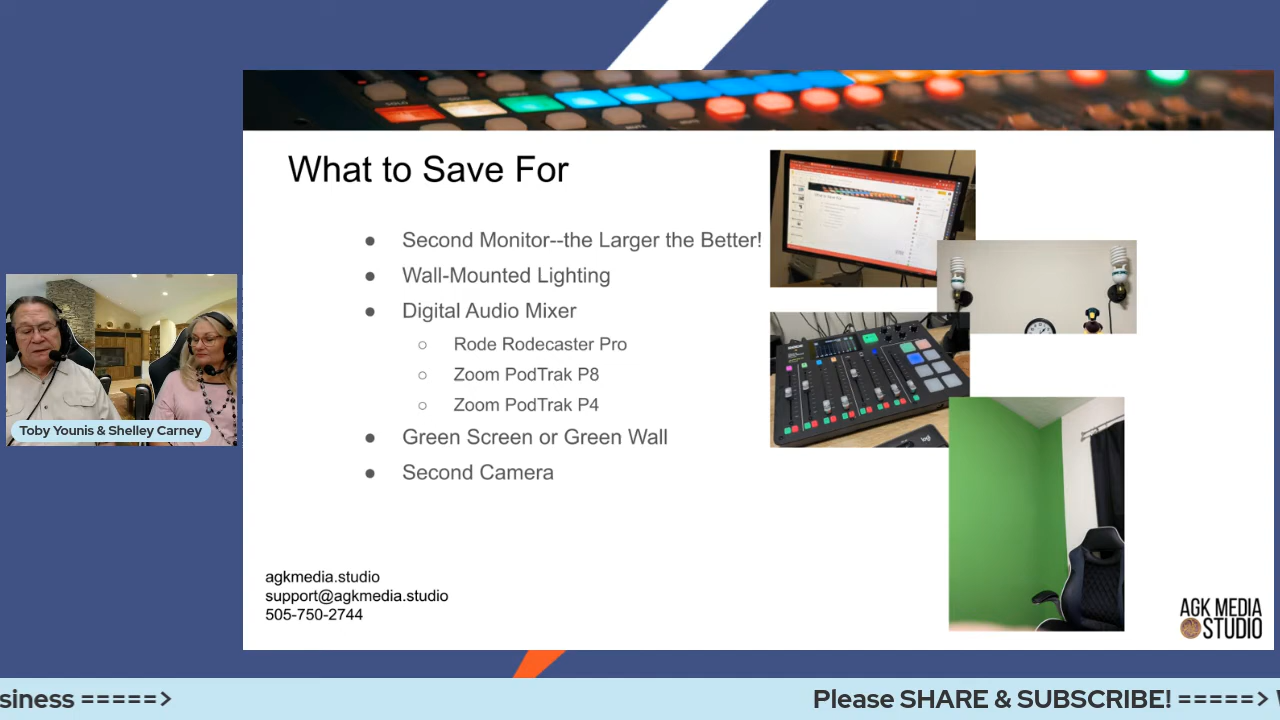 What to Save For
● Second Monitor--the Larger the Better!
● Wall-Mounted Lighting
● Digital Audio Mixer
○ Rode Rodecaster Pro
○ Zoom PodTrak P8
○ Zoom PodTrak P4
● Green Screen or Green Wall
● Second Camera
Toby Younis & Shelley Carney
agkmedia.studio
support@agkmedia.studio
505-750-2744
AGK MEDIA
STUDIO
siness =====> Please SHARE & SUBSCRIBE! =====>